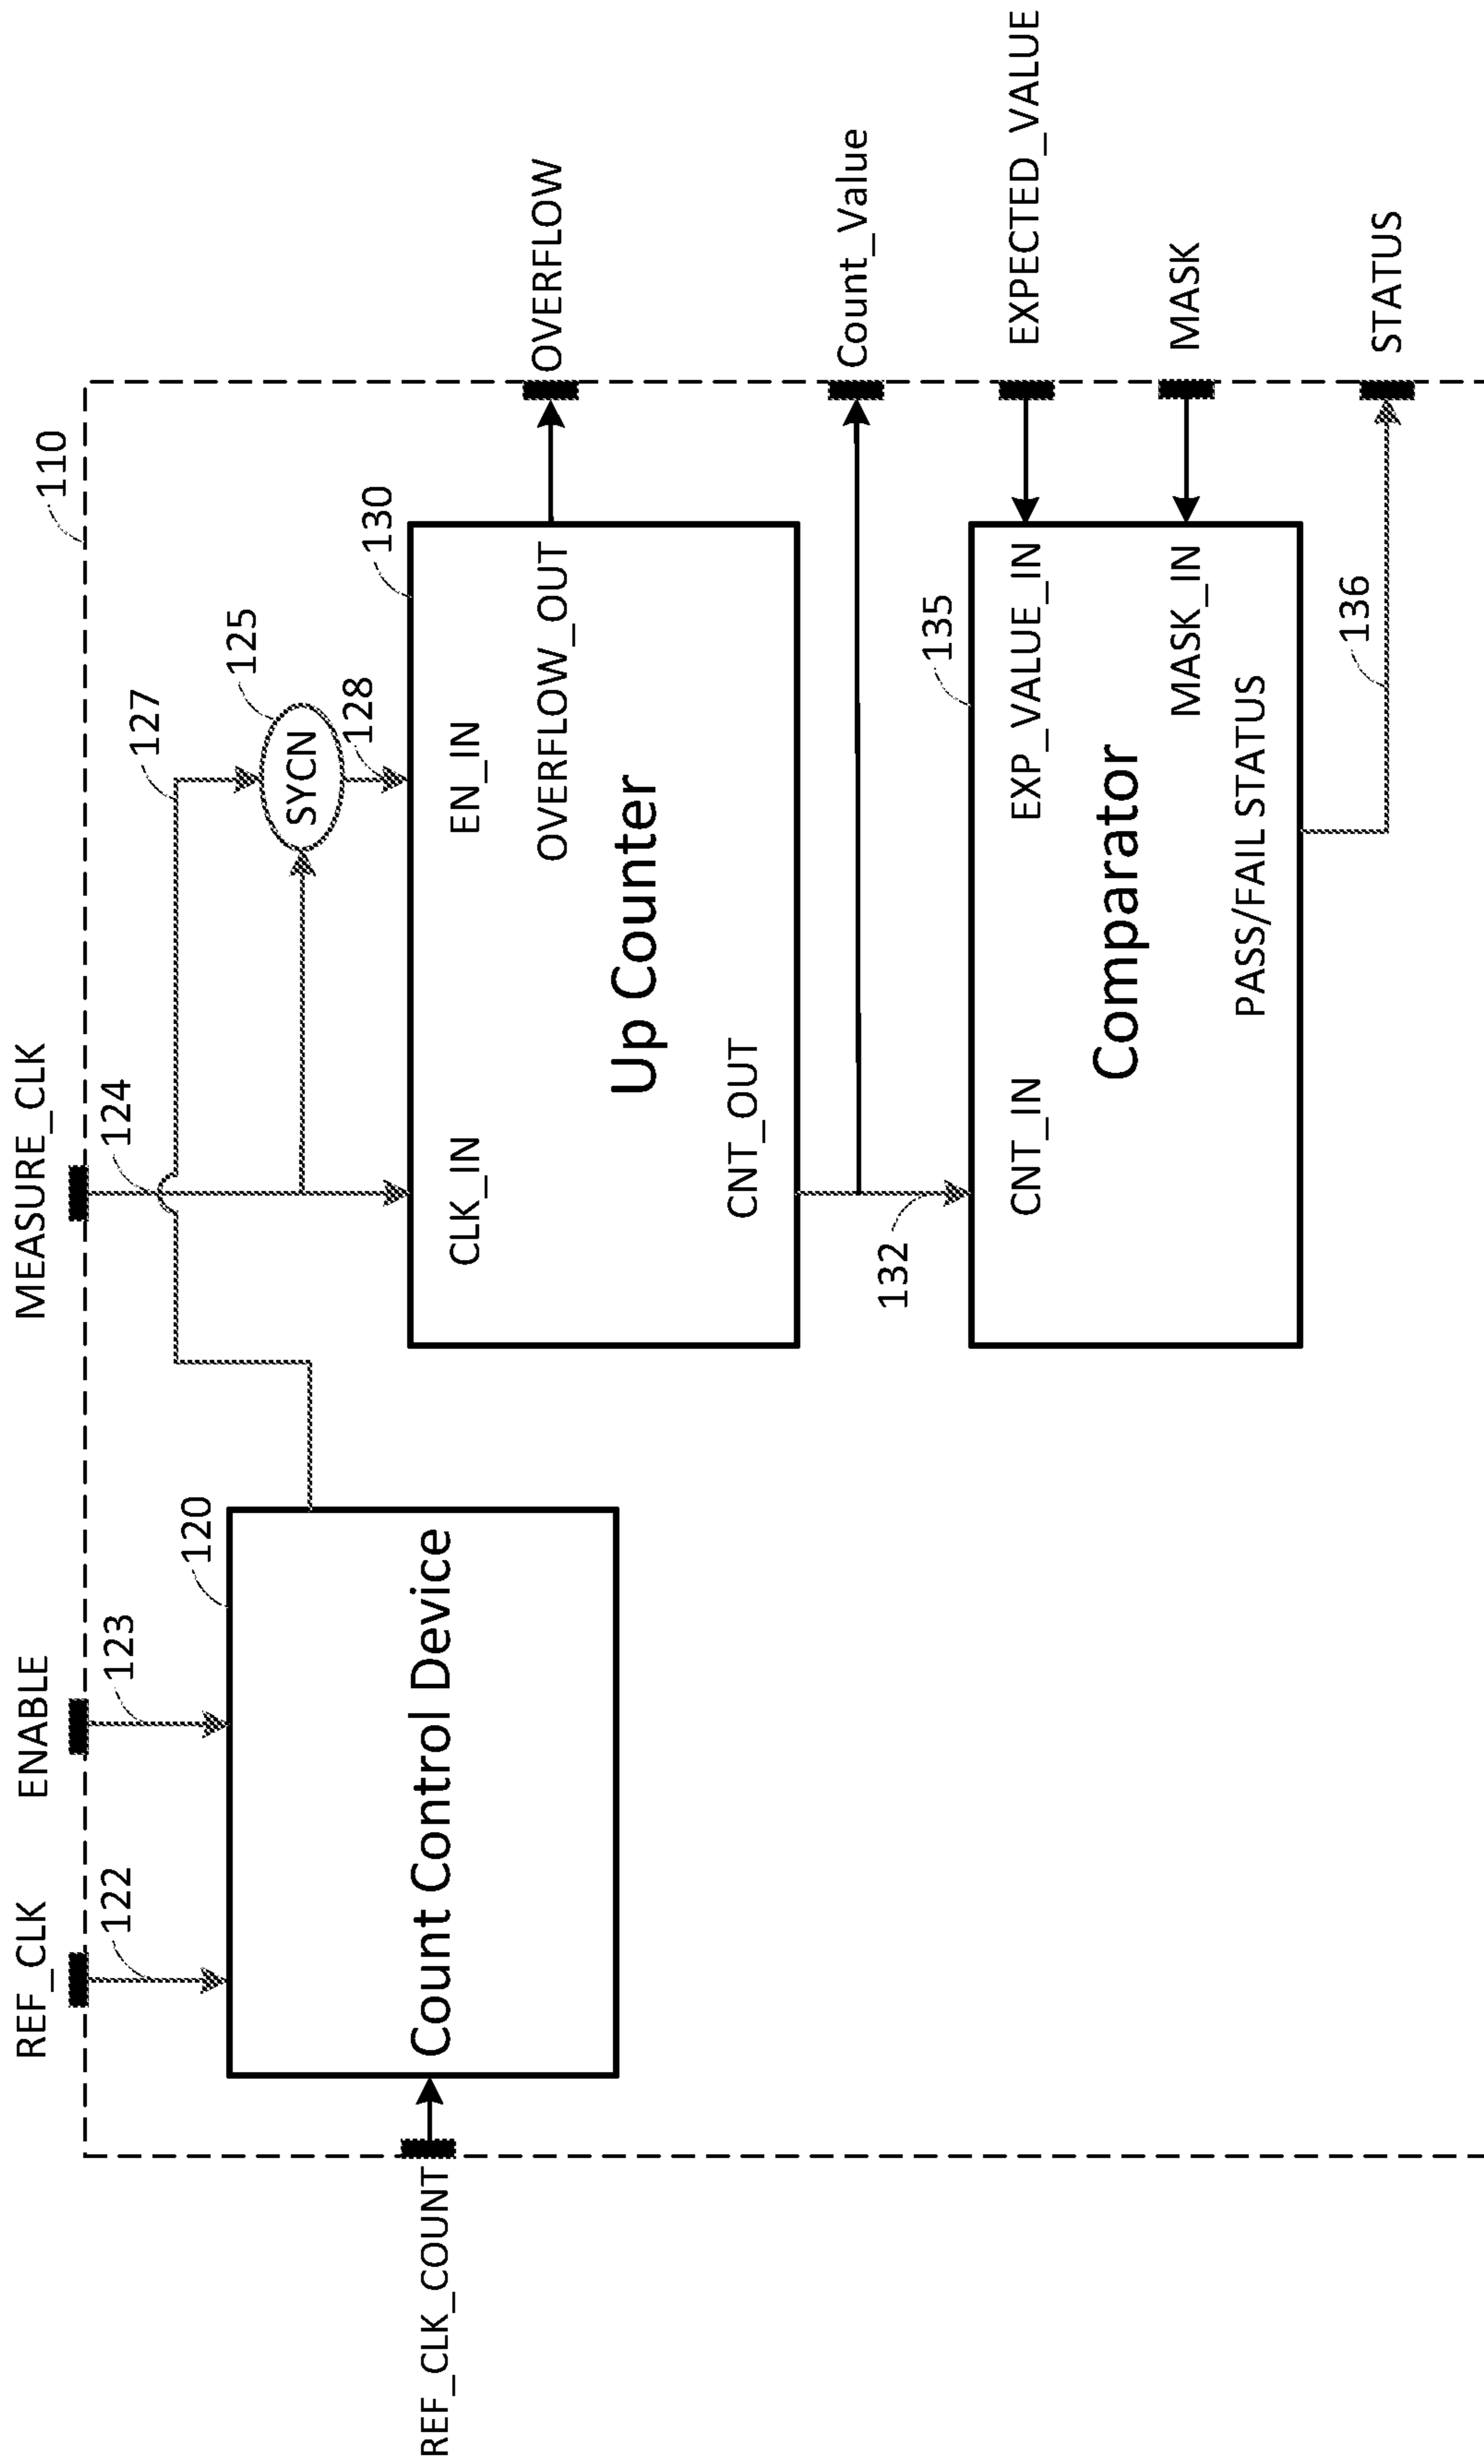 REF_CLK
ENABLE
MEASURE_CLK
110
122
123
124
127
120
125
SYCN
128
130
REF_CLK_COUNT
Count Control Device
CLK_IN
EN_IN
OVERFLOW_OUT
OVERFLOW
Up Counter
CNT_OUT
132
Count_Value
135
CNT_IN
EXP_VALUE_IN
EXPECTED_VALUE
Comparator
MASK_IN
MASK
PASS/FAIL STATUS
136
STATUS